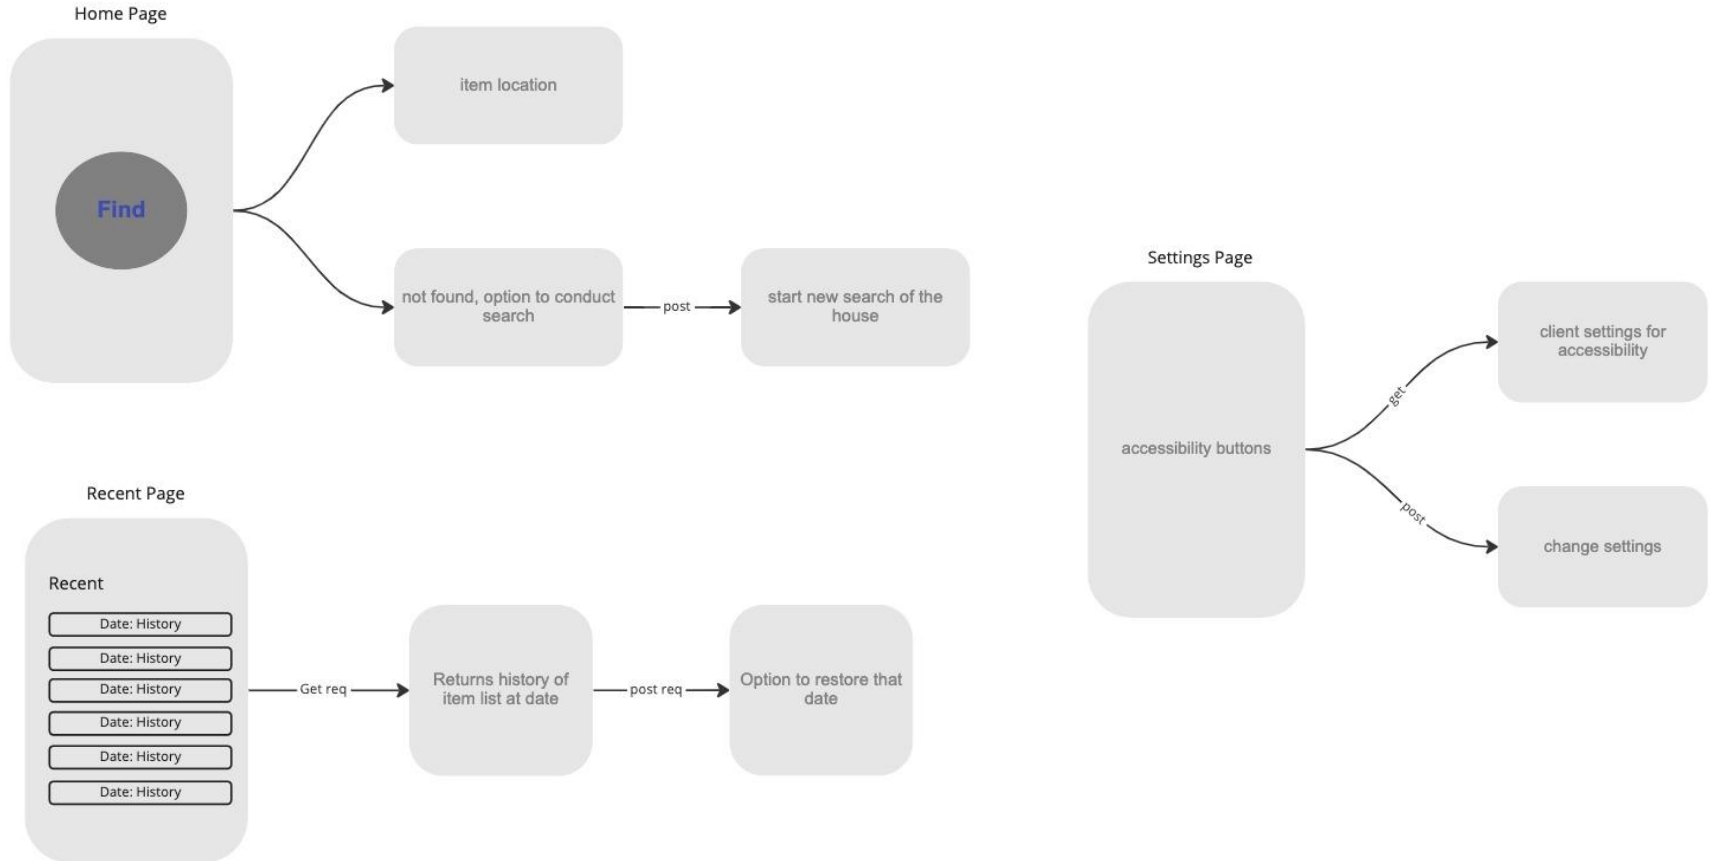 Home Page
Find
item location
not found, option to conduct
search
post
start new search of the
house
Recent Page
Recent
Date: History
Date: History
Date: History
Date: History
Date: History
Date: History
Get req
Returns history of
item list at date
post req
Option to restore that
date
Settings Page
accessibility buttons
get
client settings for
accessibility
post
change settings